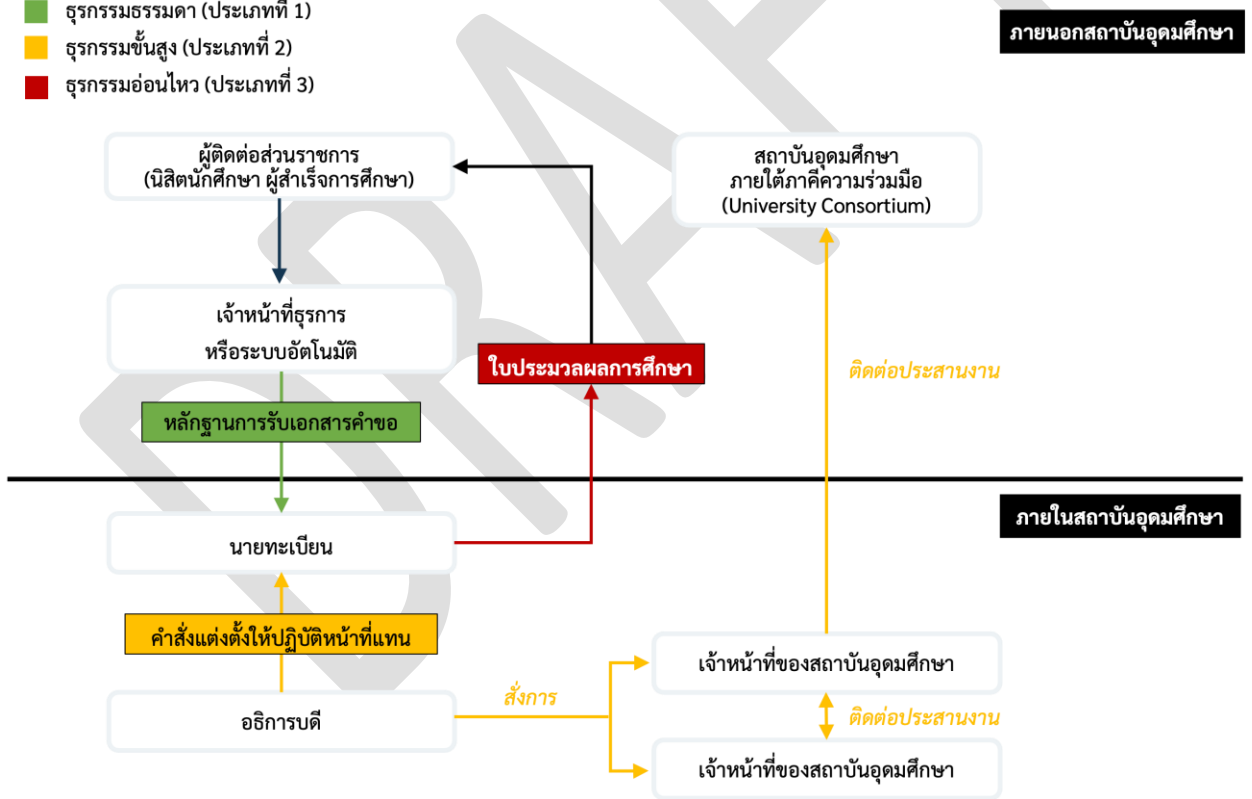 ธุรกรรมธรรมดา (ประเภทที่ 1)
ธุรกรรมขั้นสูง (ประเภทที่ 2)
ธุรกรรมอ่อนไหว (ประเภทที่ 3)
ภายนอกสถาบันอุดมศึกษา
ผู้ติดต่อส่วนราชการ
(นิสิตนักศึกษา ผู้สำเร็จการศึกษา)
สถาบันอุดมศึกษา
ภายใต้ภาคีความร่วมมือ
(University Consortium)
เจ้าหน้าที่ธุรการ
หรือระบบอัตโนมัติ
ใบประมวลผลการศึกษา
ติดต่อประสานงาน
หลักฐานการรับเอกสารคำขอ
ภายในสถาบันอุดมศึกษา
นายทะเบียน
คำสั่งแต่งตั้งให้ปฏิบัติหน้าที่แทน
เจ้าหน้าที่ของสถาบันอุดมศึกษา
สั่งการ
อธิการบดี
ติดต่อประสานงาน
เจ้าหน้าที่ของสถาบันอุดมศึกษา
DRAF